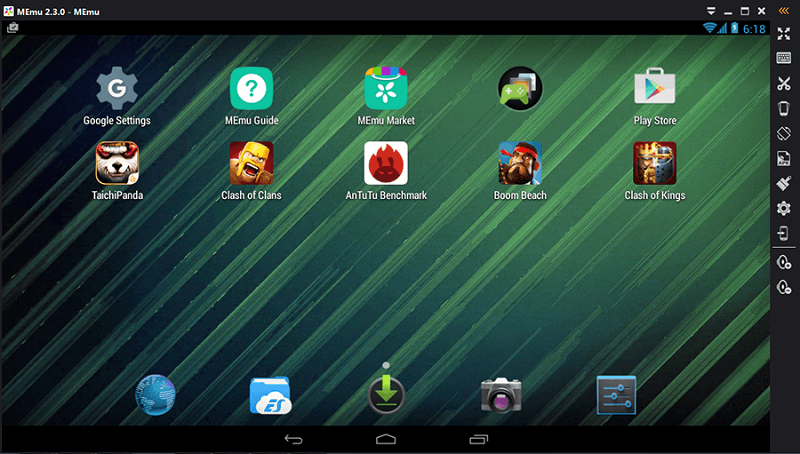 MEmu 2.3.0 - MEmu
6:18
Google Settings
MEmu Guide
MEmu Market
Play Store
TaichiPanda
Clash of Clans
AnTuTu Benchmark
Boom Beach
Clash of Kings
ES